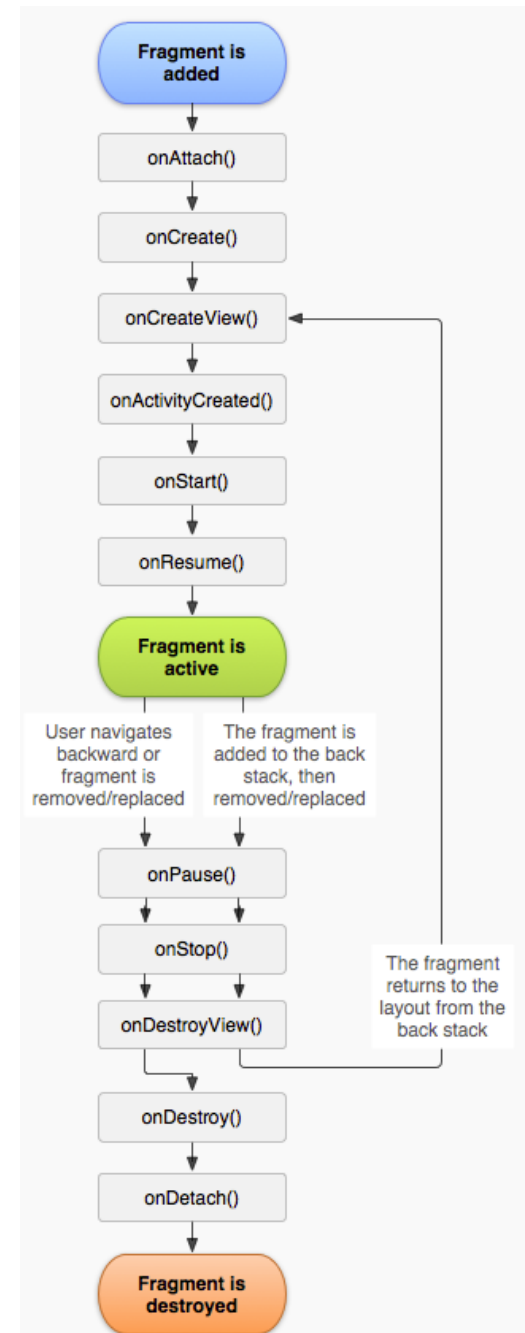 Fragment is
added
onAttach()
onCreate()
onCreateView()
onActivityCreated()
onStart()
onResume()
Fragment is
active
User navigates
backward or
fragment is
removed/replaced
The fragment is
added to the back
stack, then
removed/replaced
onPause()
onStop()
onDestroyView()
The fragment
returns to the
layout from the
back stack
onDestroy()
onDetach()
Fragment is
destroyed